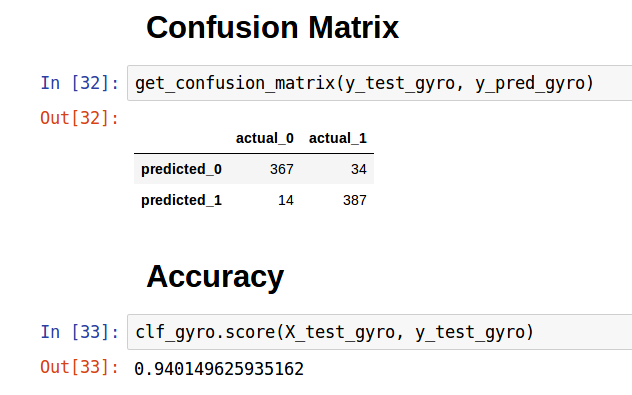 Confusion Matrix
In [32]: get_confusion_matrix(y_test_gyro, y_pred_gyro)
Out[32]:
actual_0 actual_1
predicted_0 367 34
predicted_1 14 387
Accuracy
In [33]: clf_gyro.score(X_test_gyro, y_test_gyro)
Out[33]: 0.940149625935162